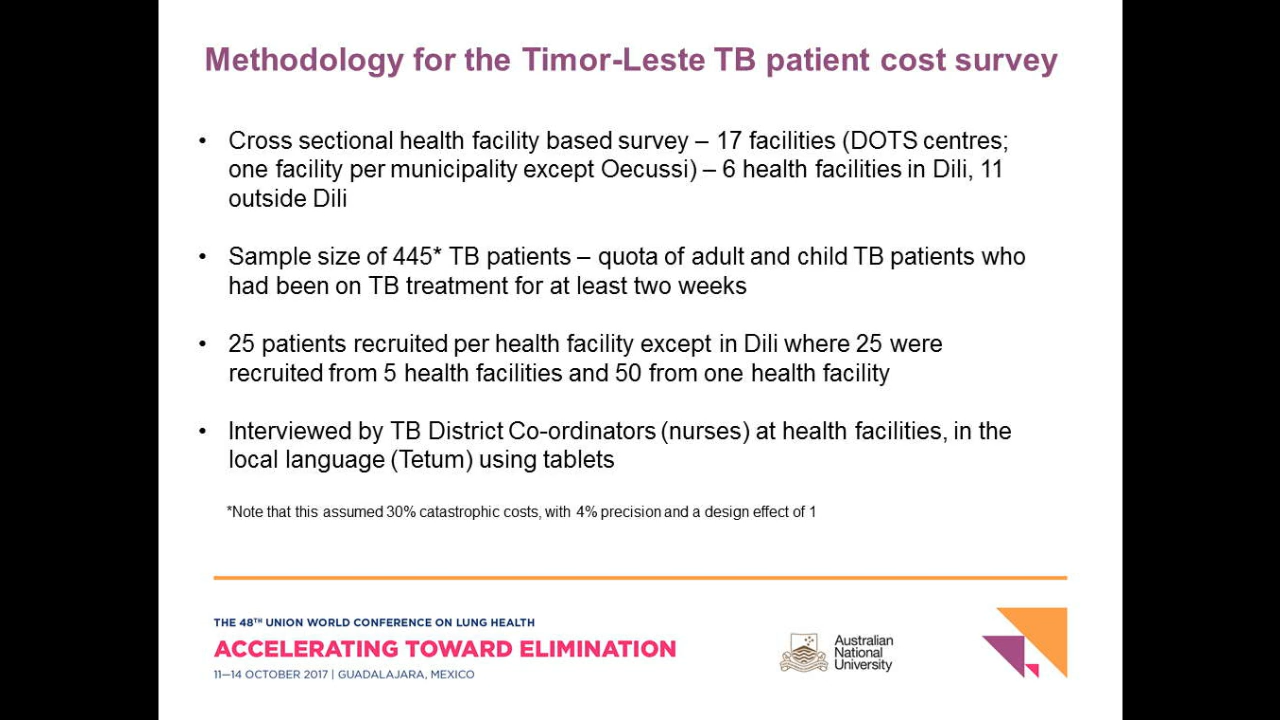 Methodology for the Timor-Leste TB patient cost survey
• Cross sectional health facility based survey – 17 facilities (DOTS centres;
one facility per municipality except Oecussi) – 6 health facilities in Dili, 11
outside Dili
• Sample size of 445* TB patients – quota of adult and child TB patients who
had been on TB treatment for at least two weeks
• 25 patients recruited per health facility except in Dili where 25 were
recruited from 5 health facilities and 50 from one health facility
• Interviewed by TB District Co-ordinators (nurses) at health facilities, in the
local language (Tetum) using tablets
*Note that this assumed 30% catastrophic costs, with 4% precision and a design effect of 1
THE 48TH UNION WORLD CONFERENCE ON LUNG HEALTH
ACCELERATING TOWARD ELIMINATION
11–14 OCTOBER 2017 | GUADALAJARA, MEXICO
Australian
National
University